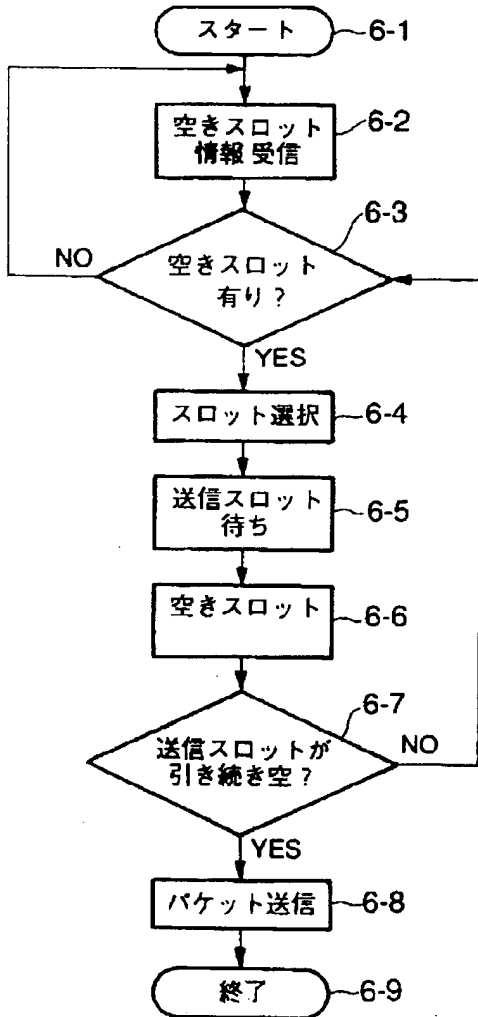 スタート
6-1
空きスロット
情報受信
6-2
6-3
NO
空きスロット
有り?
YES
スロット選択
6-4
送信スロット
待ち
6-5
空きスロット
6-6
6-7
送信スロットが
引き続き空?
NO
YES
パケット送信
6-8
終了
6-9